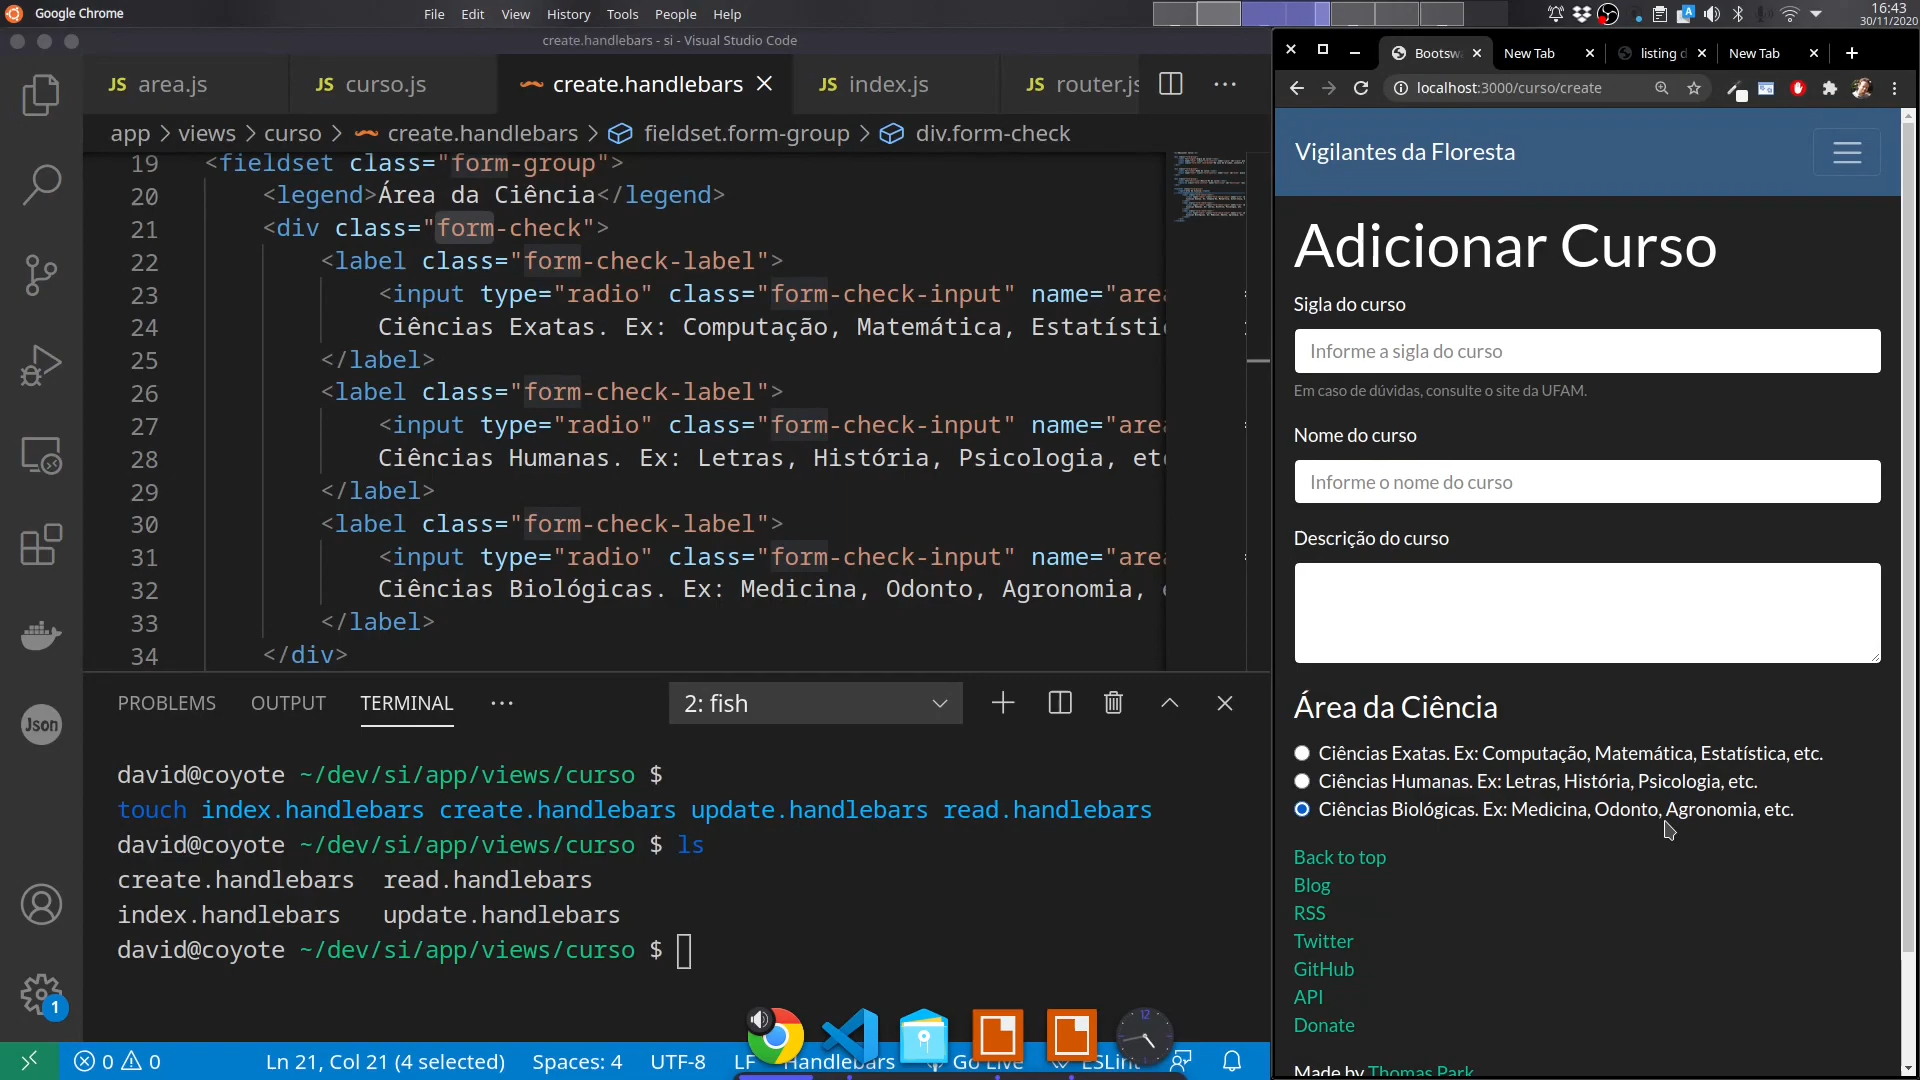 Google Chrome File Edit View History Tools People Help 16:43
30/11/2020
create.handlebars - si - Visual Studio Code
JS area.js JS curso.js create.handlebars JS index.js JS router.js
app > views > curso > create.handlebars > fieldset.form-group > div.form-check
19 <fieldset class="form-group">
20 <legend>Área da Ciência</legend>
21 <div class="form-check">
22 <label class="form-check-label">
23 <input type="radio" class="form-check-input" name="area
24 Ciências Exatas. Ex: Computação, Matemática, Estatístic
25 </label>
26 <label class="form-check-label">
27 <input type="radio" class="form-check-input" name="area
28 Ciências Humanas. Ex: Letras, História, Psicologia, etc
29 </label>
30 <label class="form-check-label">
31 <input type="radio" class="form-check-input" name="area
32 Ciências Biológicas. Ex: Medicina, Odonto, Agronomia,
33 </label>
34 </div>
PROBLEMS OUTPUT TERMINAL ··· 2: fish
david@coyote ~/dev/si/app/views/curso $
touch index.handlebars create.handlebars update.handlebars read.handlebars
david@coyote ~/dev/si/app/views/curso $ ls
create.handlebars read.handlebars
index.handlebars update.handlebars
david@coyote ~/dev/si/app/views/curso $
Json
1
0 0 Ln 21, Col 21 (4 selected) Spaces: 4 UTF-8 LF Handlebars Go Live ESLint
12
Bootsw New Tab listing d New Tab
localhost:3000/curso/create
Vigilantes da Floresta
Adicionar Curso
Sigla do curso
Informe a sigla do curso
Em caso de dúvidas, consulte o site da UFAM.
Nome do curso
Informe o nome do curso
Descrição do curso
Área da Ciência
Ciências Exatas. Ex: Computação, Matemática, Estatística, etc.
Ciências Humanas. Ex: Letras, História, Psicologia, etc.
Ciências Biológicas. Ex: Medicina, Odonto, Agronomia, etc.
Back to top
Blog
RSS
Twitter
GitHub
API
Donate
Made by Thomas Park